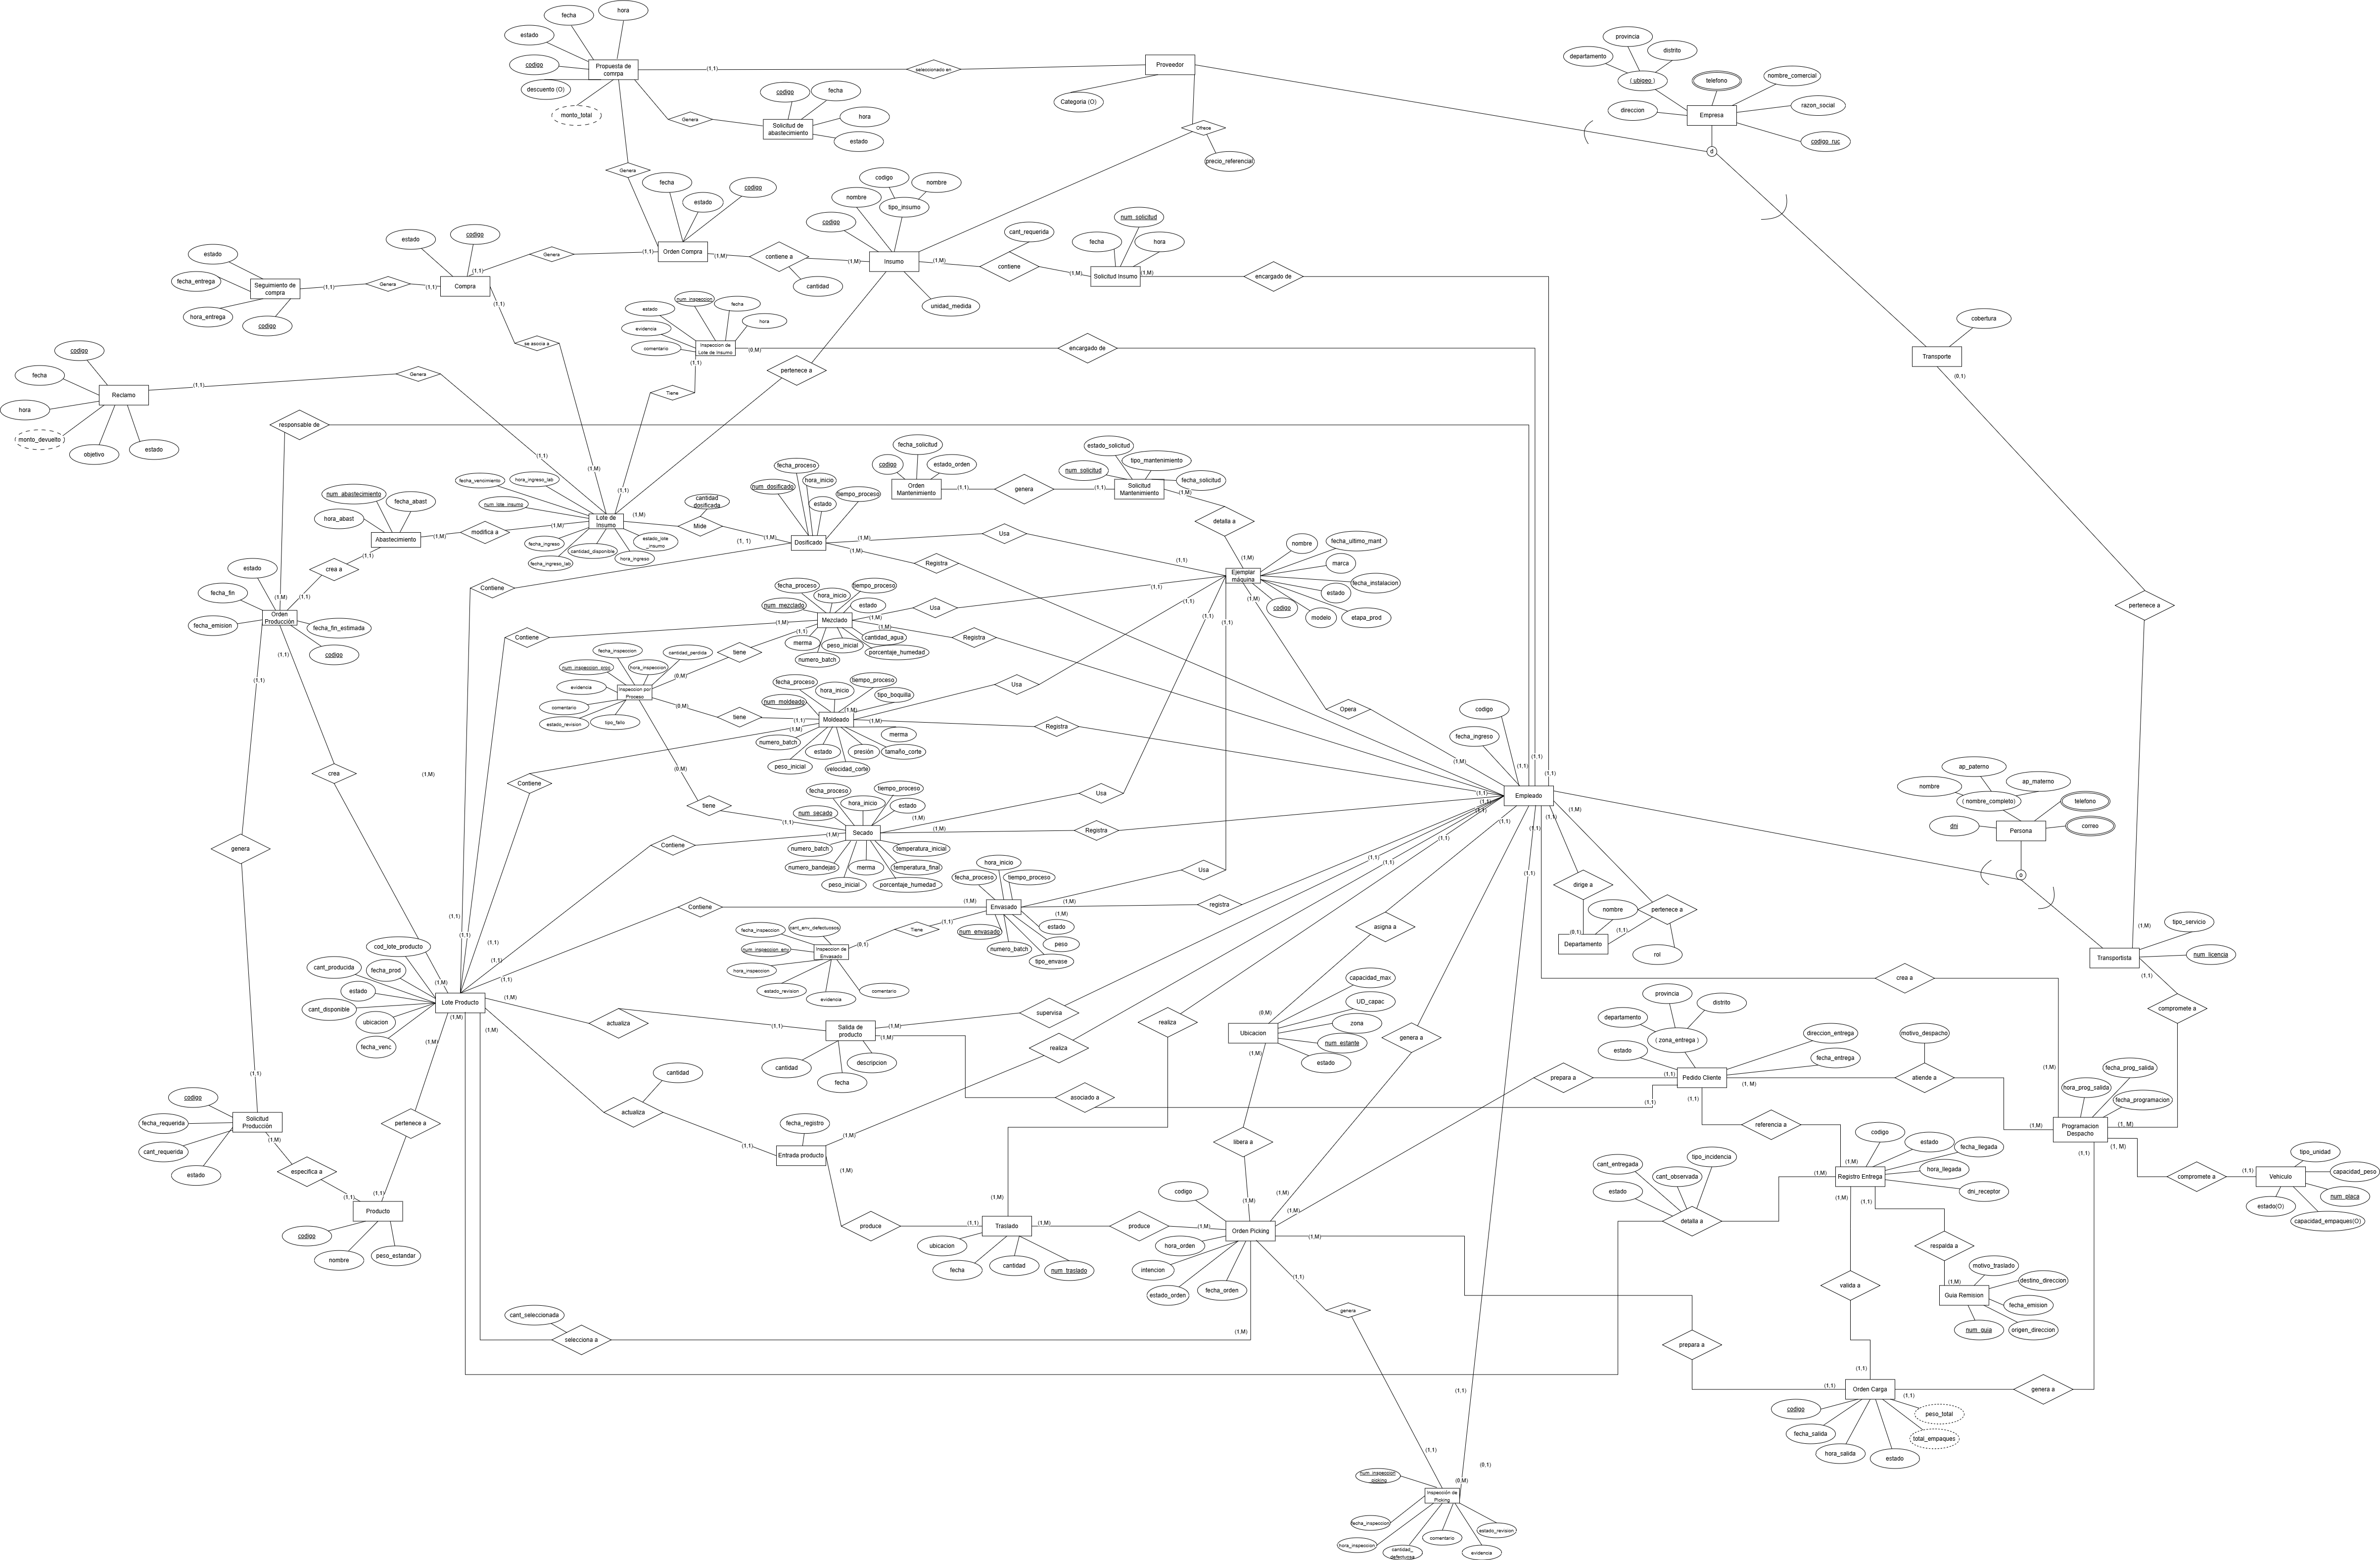 fecha
hora
estado
codigo
Propuesta de
comrpa
descuento (O)
monto_total
(1,1)
seleccionado en
Proveedor
Categoria (O)
Genera
codigo
fecha
hora
estado
Solicitud de
abastecimiento
Ofrece
precio_referencial
provincia
departamento
distrito
( ubigeo )
telefono
nombre_comercial
razon_social
direccion
Empresa
codigo_ruc
d
Genera
fecha
codigo
estado
Orden Compra
(1,1)
(1,M)
contiene a
cantidad
(1,M)
codigo
nombre
nombre
tipo_insumo
codigo
Insumo
unidad_medida
(1,M)
cant_requerida
contiene
(1,M)
num_solicitud
fecha
hora
Solicitud Insumo
(1,M)
encargado de
estado
codigo
Compra
(1,1)
Genera
estado
fecha_entrega
Seguimiento de
compra
hora_entrega
codigo
(1,1)
Genera
(1,1)
(1,1)
se asocia a
num_inspeccion
estado
fecha
evidencia
hora
comentario
Inspeccion de
Lote de Insumo
(0,M)
(1,1)
encargado de
Tiene
pertenece a
cobertura
Transporte
(0,1)
codigo
fecha
hora
Reclamo
monto_devuelto
objetivo
estado
(1,1)
Genera
(1,1)
(1,M)
(1,1)
responsable de
fecha_vencimiento
hora_ingreso_lab
num_lote_insumo
Lote de
Insumo
fecha_ingreso
cantidad_disponible
estado_lote
_insumo
fecha_ingreso_lab
hora_ingreso
(1,M)
cantidad
dosificada
Mide
(1,M)
(1, 1)
fecha_proceso
num_dosificado
hora_inicio
tiempo_proceso
estado
Dosificado
(1,M)
(1,M)
fecha_solicitud
codigo
estado_orden
Orden
Mantenimiento
(1,1)
genera
(1,1)
estado_solicitud
num_solicitud
tipo_mantenimiento
fecha_solicitud
Solicitud
Mantenimiento
(1,M)
detalla a
(1,M)
num_abastecimiento
fecha_abast
hora_abast
Abastecimiento
(1,M)
modifica a
(1,M)
(1,1)
crea a
(1,1)
estado
fecha_fin
(1,M)
Orden
Producción
fecha_emision
fecha_fin_estimada
codigo
(1,1)
(1,1)
Usa
(1,1)
Registra
Contiene
nombre
fecha_ultimo_mant
marca
fecha_instalacion
estado
Ejemplar
máquina
codigo
modelo
etapa_prod
(1,M)
(1,1)
(1,1)
(1,1)
(1,1)
fecha_proceso
tiempo_proceso
hora_inicio
num_mezclado
estado
Mezclado
(1,M)
(1,M)
(1,M)
(1,1)
merma
peso_inicial
cantidad_agua
numero_batch
porcentaje_humedad
Usa
Registra
Contiene
tiene
fecha_inspeccion
cantidad_perdida
num_inspeccion_proc
hora_inspeccion
evidencia
Inspeccion por
Proceso
comentario
estado_revision
tipo_fallo
(0,M)
(0,M)
(0,M)
tiene
tiene
fecha_proceso
tiempo_proceso
hora_inicio
tipo_boquilla
num_moldeado
Moldeado
(1,M)
(1,M)
(1,1)
(1,M)
numero_batch
estado
presión
merma
tamaño_corte
peso_inicial
velocidad_corte
Usa
Registra
Contiene
Opera
(1,M)
codigo
fecha_ingreso
(1,1)
(1,1)
(1,1)
Empleado
(1,1)
(1,1)
(1,1)
(1,1)
(1,1)
(1,1)
(1,1)
(1,1)
(1,1)
(1,M)
fecha_proceso
tiempo_proceso
hora_inicio
num_secado
estado
(1,M)
Secado
(1,M)
(1,M)
(1,1)
numero_batch
temperatura_inicial
numero_bandejas
merma
temperatura_final
peso_inicial
porcentaje_humedad
Usa
Registra
Contiene
crea
(1,M)
genera
pertenece a
ap_paterno
nombre
ap_materno
( nombre_completo )
telefono
dni
Persona
correo
o
(1,M)
tipo_servicio
Transportista
num_licencia
(1,1)
compromete a
dirige a
nombre
pertenece a
(0,1)
(1,1)
Departamento
rol
hora_inicio
fecha_proceso
tiempo_proceso
Envasado
(1,M)
(1,M)
(1,M)
(1,1)
num_envasado
estado
numero_batch
peso
tipo_envase
Usa
registra
Contiene
Tiene
cant_env_defectuosos
fecha_inspeccion
num_inspeccion_env
Inspeccion de
Envasado
(0,1)
hora_inspeccion
estado_revision
evidencia
comentario
asigna a
(0,M)
cod_lote_producto
cant_producida
fecha_prod
estado
cant_disponible
Lote Producto
ubicacion
fecha_venc
(1,1)
(1,1)
(1,1)
(1,1)
(1,1)
(1,M)
(1,M)
(1,M)
(1,M)
(1,M)
actualiza
(1,1)
Salida de
producto
(1,M)
(1,M)
cantidad
fecha
descripcion
supervisa
realiza
realiza
asociado a
(1,1)
capacidad_max
UD_capac
zona
num_estante
estado
Ubicacion
(1,M)
libera a
(1,M)
genera a
(1,M)
crea a
(1,M)
provincia
departamento
distrito
( zona_entrega )
estado
direccion_entrega
fecha_entrega
Pedido Cliente
(1,1)
(1, M)
(1,1)
prepara a
(1,M)
motivo_despacho
atiende a
(1,M)
fecha_prog_salida
hora_prog_salida
fecha_programacion
Programacion
Despacho
(1, M)
(1, M)
(1,1)
referencia a
(1,M)
compromete a
(1,1)
tipo_unidad
capacidad_peso
Vehiculo
num_placa
estado(O)
capacidad_empaques(O)
cantidad
actualiza
(1,1)
fecha_registro
Entrada producto
(1,M)
(1,M)
produce
(1,1)
(1,M)
Traslado
(1,M)
ubicacion
fecha
cantidad
num_traslado
produce
(1,M)
codigo
Orden Picking
(1,M)
hora_orden
intencion
estado_orden
fecha_orden
(1,1)
genera
(1,1)
cant_entregada
cant_observada
tipo_incidencia
estado
detalla a
(1,M)
codigo
estado
fecha_llegada
Registro Entrega
hora_llegada
dni_receptor
(1,M)
(1,1)
respalda a
(1,M)
motivo_traslado
destino_direccion
Guia Remision
fecha_emision
num_guia
origen_direccion
valida a
(1,1)
prepara a
(1,1)
Orden Carga
(1,1)
genera a
codigo
peso_total
fecha_salida
total_empaques
hora_salida
estado
(1,1)
codigo
fecha_requerida
Solicitud
Producción
cant_requerida
estado
(1,M)
especifica a
(1,1)
pertenece a
(1,1)
Producto
codigo
nombre
peso_estandar
cant_seleccionada
selecciona a
(1,M)
(1,1)
(0,1)
(0,M)
num_inspeccion
_picking
Inspección de
Picking
fecha_inspeccion
hora_inspeccion
cantidad_
defectuosa
comentario
estado_revision
evidencia